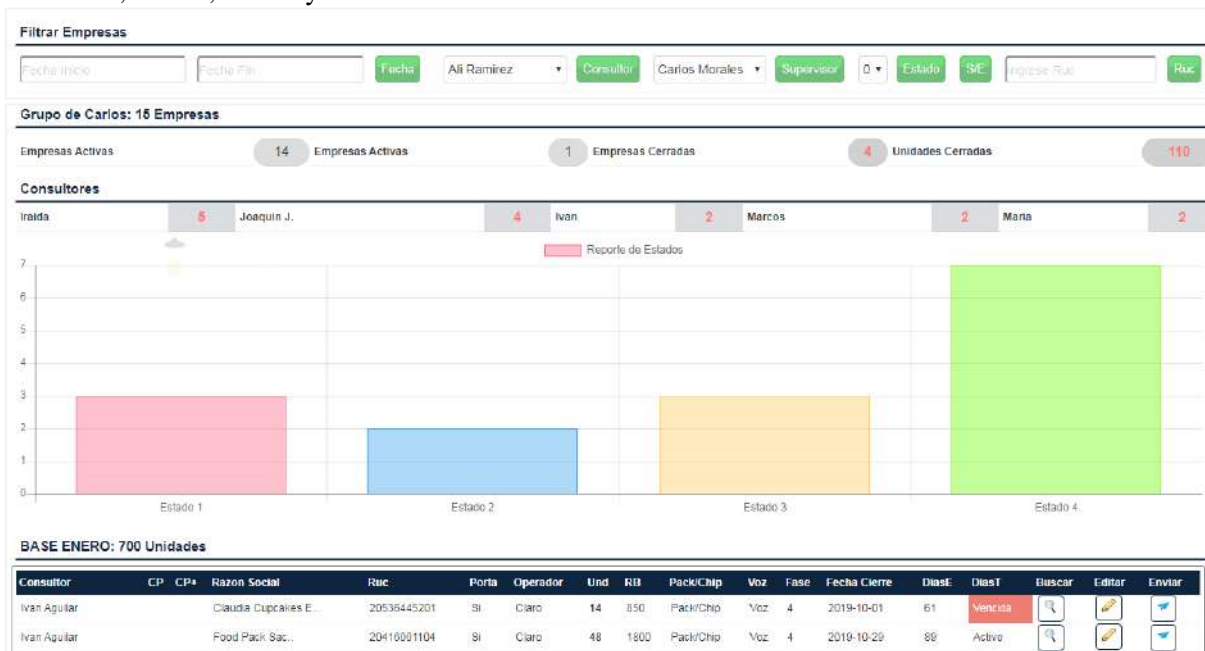 Filtrar Empresas
Fecha Inicio Fecha Fin Fecha Ali Ramirez Consultor Carlos Morales Supervisor 0 Estado S/E Ingrese Ruc Ruc
Grupo de Carlos: 15 Empresas
Empresas Activas 14 Empresas Activas 1 Empresas Cerradas 4 Unidades Cerradas 110
Consultores
Iraida 5 Joaquin J. 4 Ivan 2 Marcos 2 Maria 2
Reporte de Estados
7
6
5
4
3
2
1
0
Estado 1 Estado 2 Estado 3 Estado 4
BASE ENERO: 700 Unidades
Consultor CP CP+ Razon Social Ruc Porta Operador Und RB Pack/Chip Voz Fase Fecha Cierre DiasE DiasT Buscar Editar Enviar
Ivan Aguilar Claudia Cupcakes E... 20536445201 Si Claro 14 850 Pack/Chip Voz 4 2019-10-01 61 Vencida
Ivan Aguilar Food Pack Sac.. 20416001104 Si Claro 48 1800 Pack/Chip Voz 4 2019-10-29 89 Activo